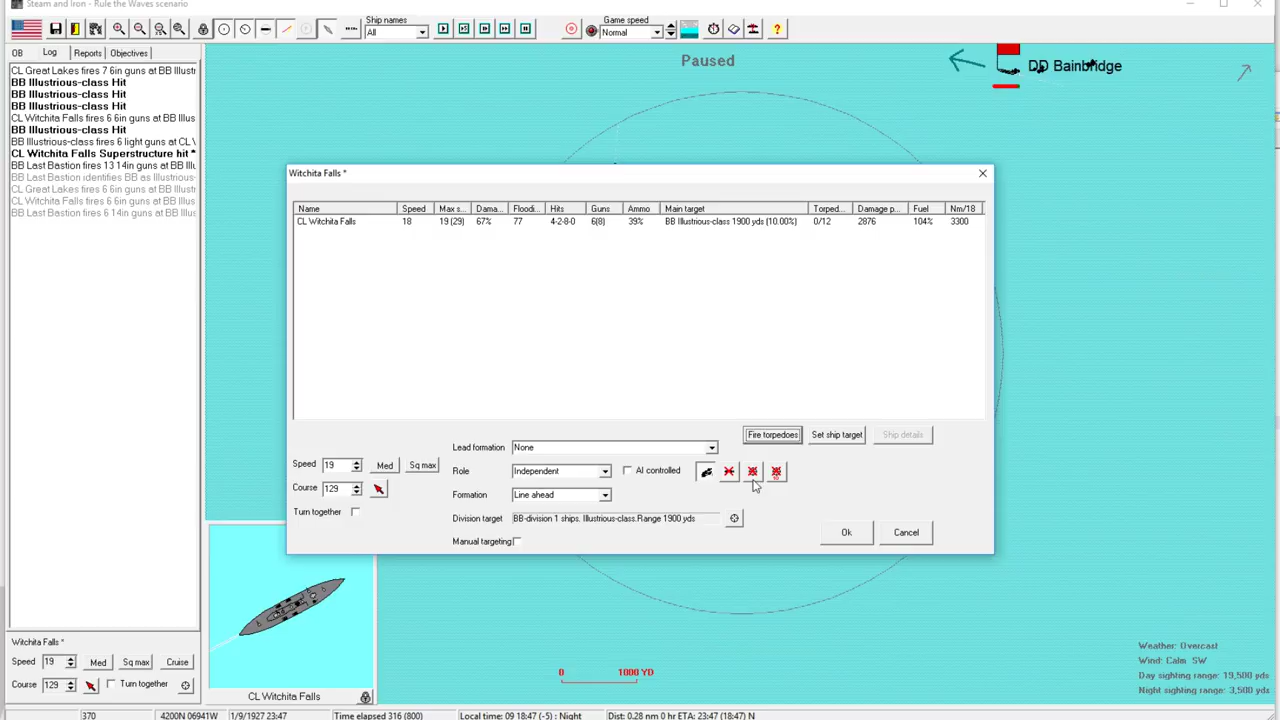 Steam and Iron - Rule the Waves scenario
Ship names
All
Game speed
Normal
OB Log Reports Objectives
CL Great Lakes fires 7 6in guns at BB Illustr
BB Illustrious-class Hit
BB Illustrious-class Hit
BB Illustrious-class Hit
CL Witchita Falls fires 6 6in guns at BB Illus
BB Illustrious-class Hit
BB Illustrious-class fires 6 light guns at CL
CL Witchita Falls Superstructure hit *
BB Last Bastion fires 13 14in guns at BB Illu
BB Last Bastion identifies BB as Illustrious-
CL Great Lakes fires 6 6in guns at BB Illustr
CL Witchita Falls fires 6 6in guns at BB Illus
BB Last Bastion fires 6 14in guns at BB Illus
Paused
DD Bainbridge
Witchita Falls *
Name Speed Max s... Dama... Floodi... Hits Guns Ammo Main target Torped... Damage p... Fuel Nm/18
CL Witchita Falls 18 19 (29) 67% 77 4-2-8-0 6(8) 39% BB Illustrious-class 1900 yds (10.00%) 0/12 2876 104% 3300
Fire torpedoes Set ship target Ship details
Lead formation None
Speed 19 Med Sq max
Role Independent AI controlled
Course 129
Formation Line ahead
Turn together
Division target BB-division 1 ships. Illustrious-class.Range 1900 yds
Manual targeting
Ok Cancel
Witchita Falls *
Speed 19 Med Sq max Cruise
Course 129 Turn together
CL Witchita Falls
0 1000 YD
Weather: Overcast
Wind: Calm SW
Day sighting range: 19,500 yds
Night sighting range: 3,500 yds
370 4200N 06941W 1/9/1927 23:47 Time elapsed 316 (800) Local time: 09 18:47 (-5) : Night Dist: 0.28 nm 0 hr ETA: 23:47 (18:47) N